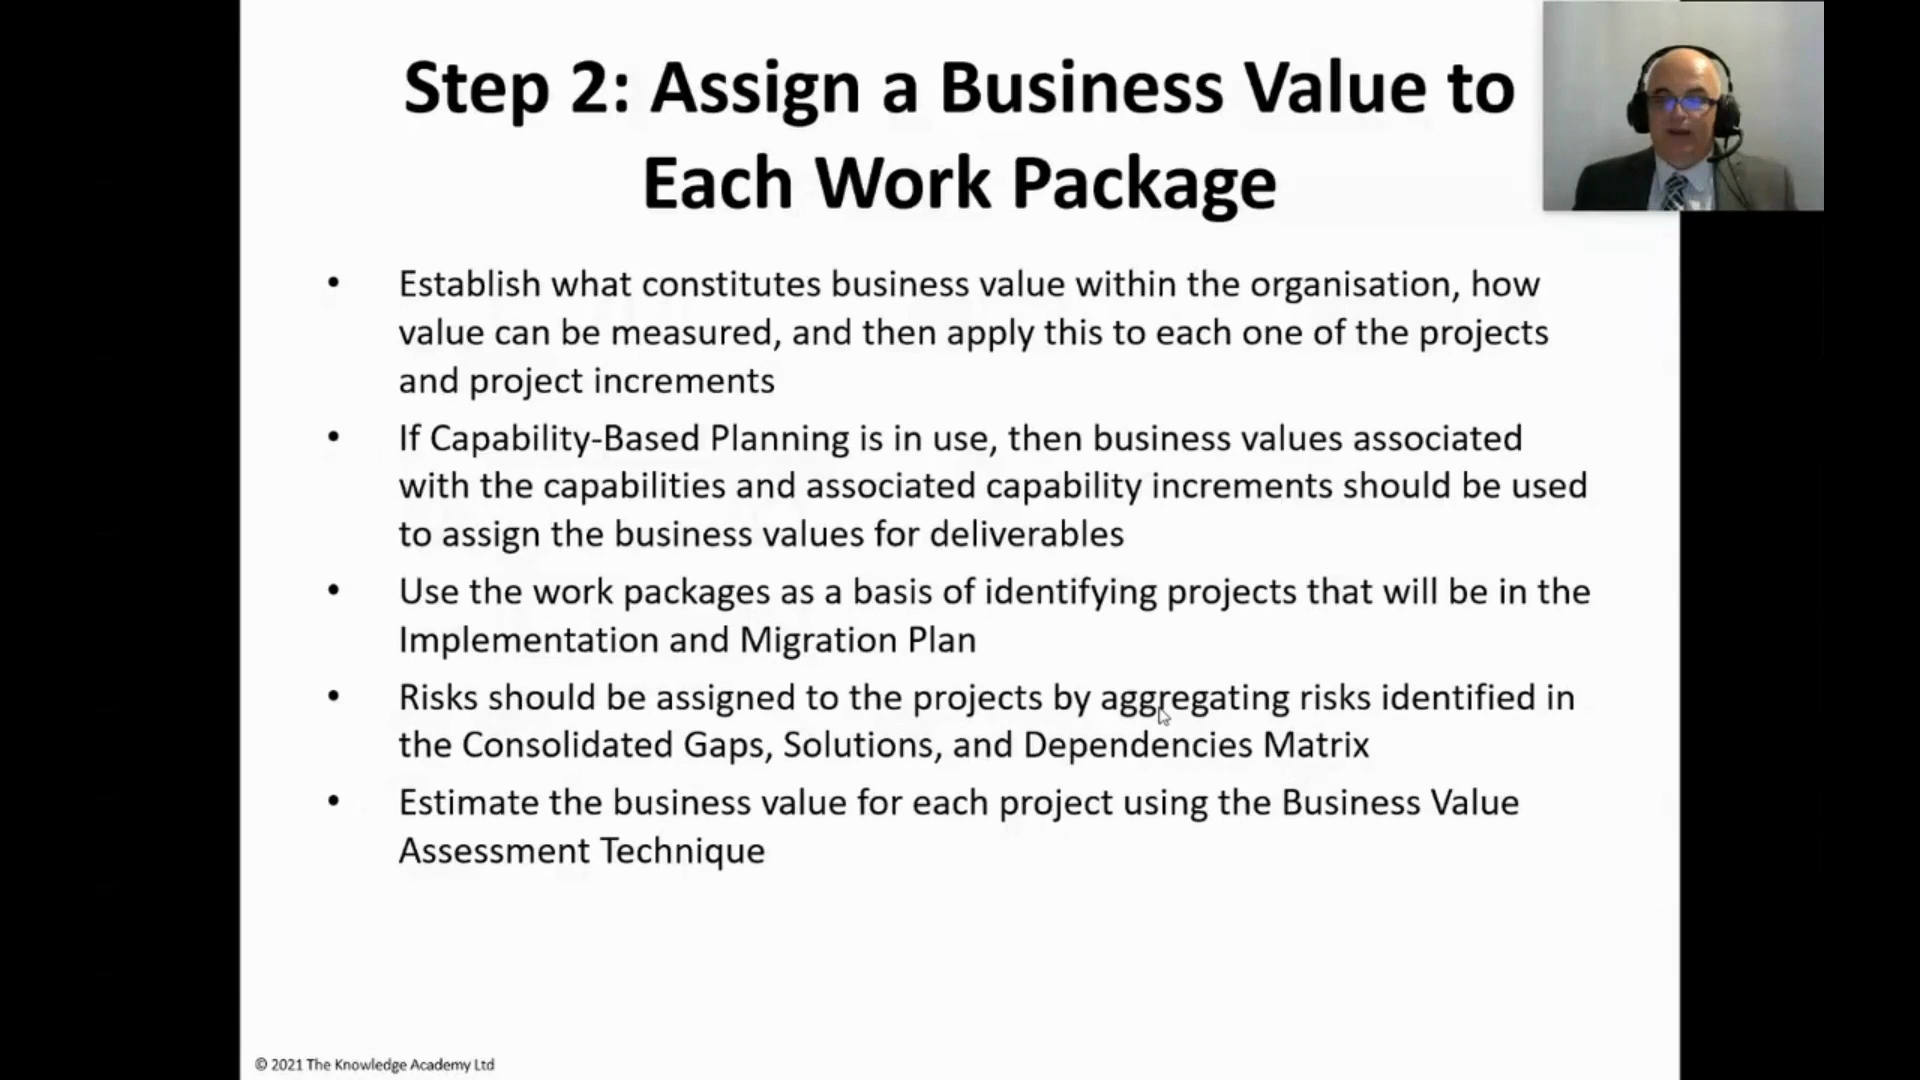 Step 2: Assign a Business Value to
Each Work Package
• Establish what constitutes business value within the organisation, how
value can be measured, and then apply this to each one of the projects
and project increments
• If Capability-Based Planning is in use, then business values associated
with the capabilities and associated capability increments should be used
to assign the business values for deliverables
• Use the work packages as a basis of identifying projects that will be in the
Implementation and Migration Plan
• Risks should be assigned to the projects by aggregating risks identified in
the Consolidated Gaps, Solutions, and Dependencies Matrix
• Estimate the business value for each project using the Business Value
Assessment Technique
© 2021 The Knowledge Academy Ltd